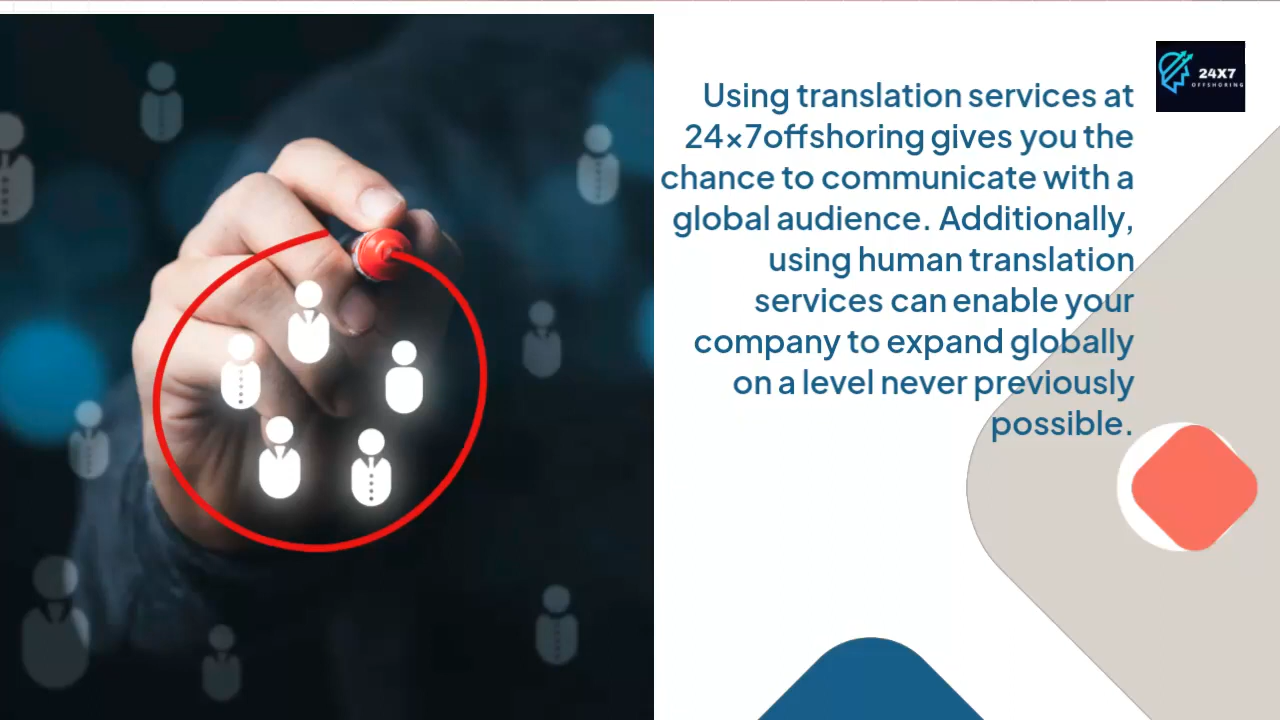 24X7
OFFSHORING
Using translation services at
24×7offshoring gives you the
chance to communicate with a
global audience. Additionally,
using human translation
services can enable your
company to expand globally
on a level never previously
possible.